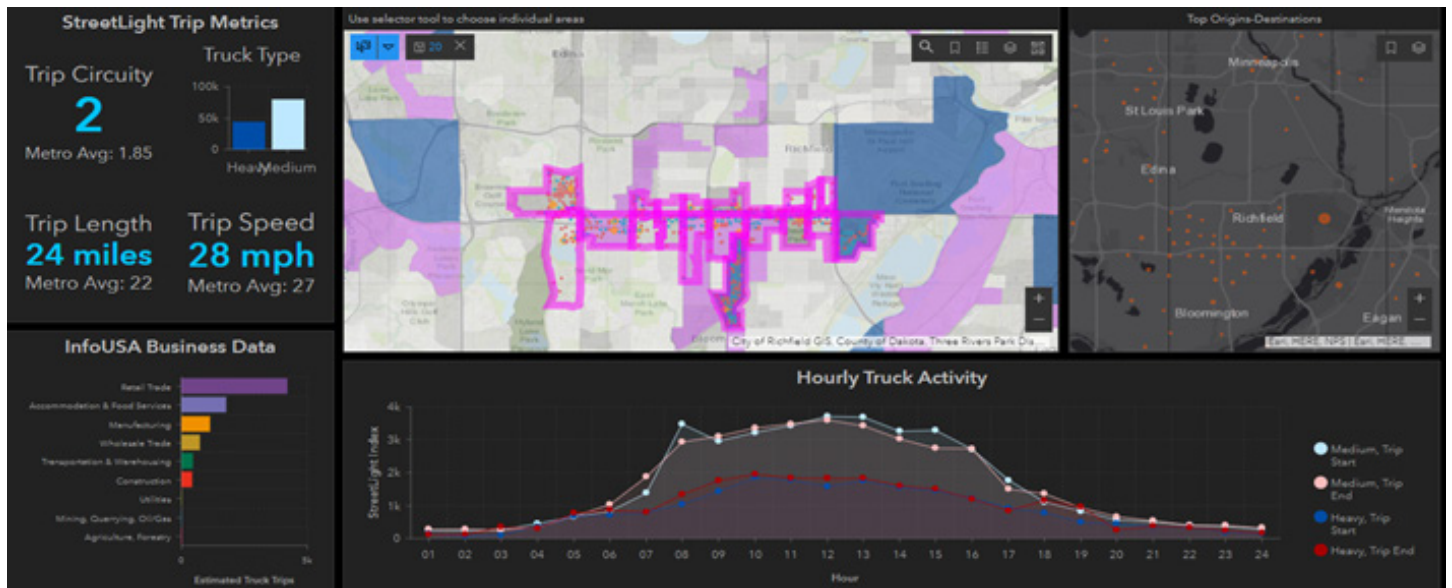 StreetLight Trip Metrics
Trip Circuity
2
Metro Avg: 1.85
Truck Type
100k
50k
0
Heavy
Medium
Trip Length
24 miles
Metro Avg: 22
Trip Speed
28 mph
Metro Avg: 27
InfoUSA Business Data
Retail Trade
Accommodation & Food Services
Manufacturing
Wholesale Trade
Transportation & Warehousing
Construction
Utilities
Mining, Quarrying, Oil/Gas
Agriculture, Forestry
0
5k
Estimated Truck Trips
Use selector tool to choose individual areas
20
Edina
Richfield
City of Richfield GIS, County of Dakota, Three Rivers Park Dis...
Top Origins-Destinations
Minneapolis
St Louis Park
Edina
Richfield
Mendota
Heights
Bloomington
Eagan
Esri, HERE, NPS | Esri, HERE, ...
Hourly Truck Activity
StreetLight Index
4k
3k
2k
1k
0
01 02 03 04 05 06 07 08 09 10 11 12 13 14 15 16 17 18 19 20 21 22 23 24
Hour
Medium, Trip
Start
Medium, Trip
End
Heavy, Trip
Start
Heavy, Trip End